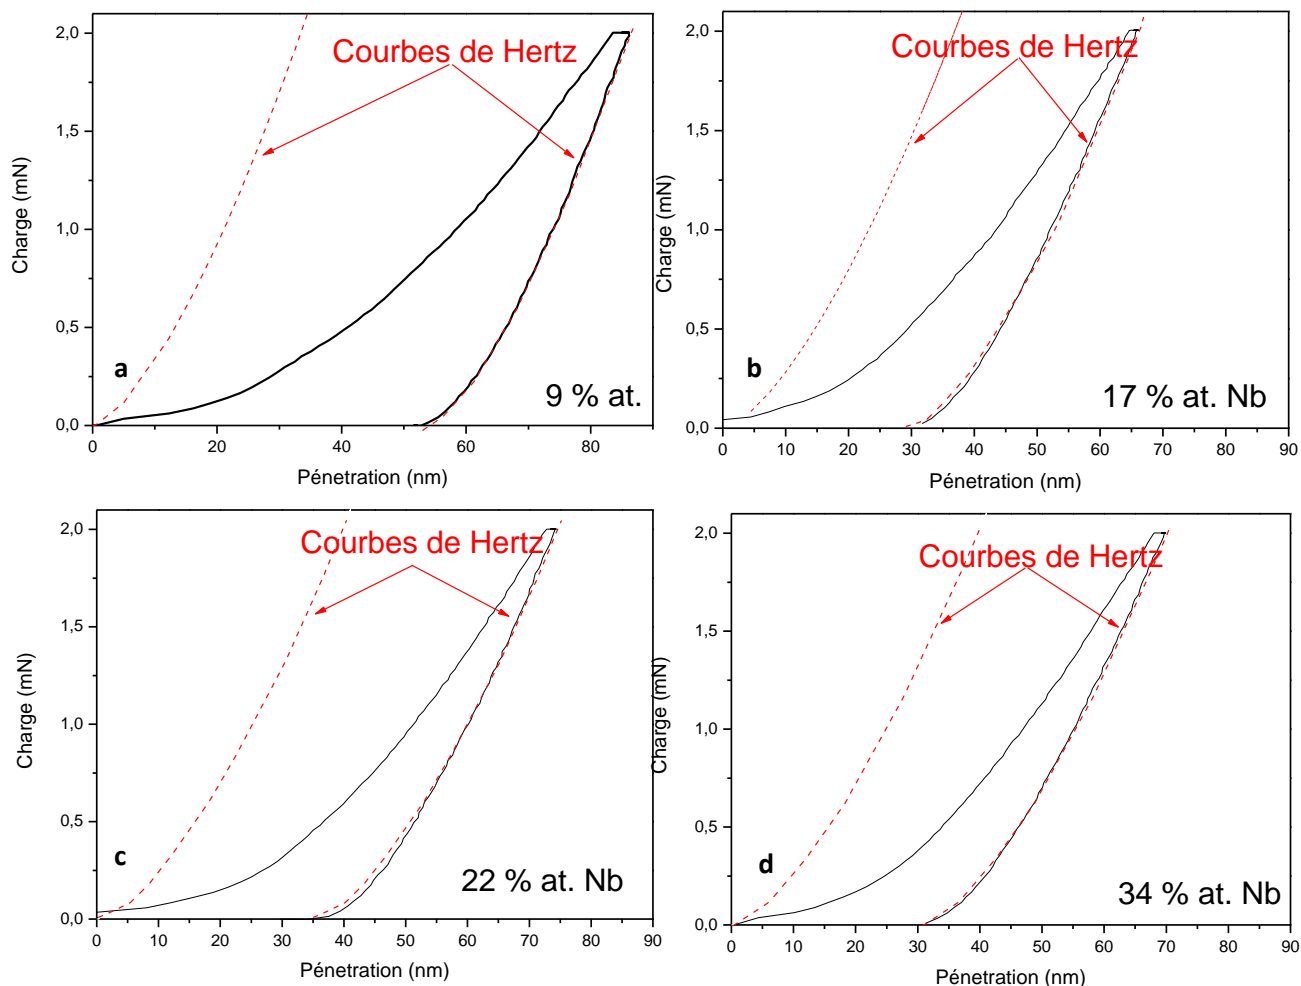 2,0
1,5
1,0
0,5
0,0
Charge (mN)
Courbes de Hertz
a
9 % at.
0 20 40 60 80
Pénetration (nm)
2,0
1,5
1,0
0,5
0,0
Charge (mN)
Courbes de Hertz
b
17 % at. Nb
0 10 20 30 40 50 60 70 80 90
Pénetration (nm)
2,0
1,5
1,0
0,5
0,0
Charge (mN)
Courbes de Hertz
c
22 % at. Nb
0 10 20 30 40 50 60 70 80 90
Pénetration (nm)
2,0
1,5
1,0
0,5
0,0
Charge (mN)
Courbes de Hertz
d
34 % at. Nb
0 10 20 30 40 50 60 70 80 90
Pénetration (nm)